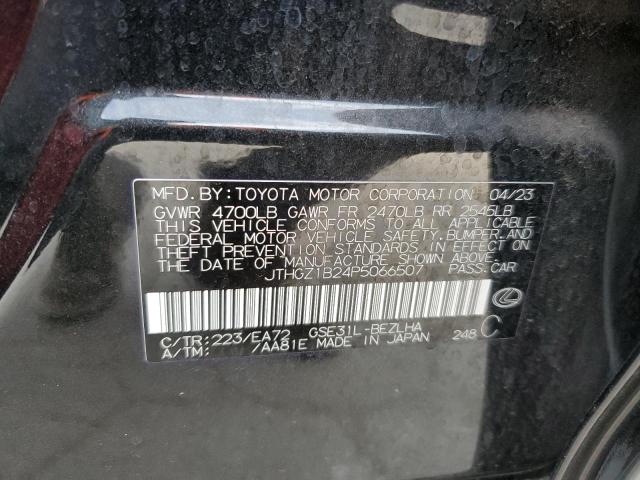 MFD.BY:TOYOTA MOTOR CORPORATION 04/23
GVWR 4700LB GAWR FR 2470LB RR 2545LB
THIS VEHICLE CONFORMS TO ALL APPLICABLE
FEDERAL MOTOR VEHICLE SAFETY, BUMPER, AND
THEFT PREVENTION STANDARDS IN EFFECT ON
THE DATE OF MANUFACTURE SHOWN ABOVE.
JTHGZ1B24P5066507 PASS.CAR
C/TR:223/EA72 GSE31L-BEZLHA
A/TM: /AA81E MADE IN JAPAN 248 C